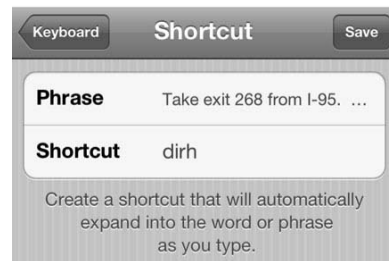 Keyboard Shortcut Save
Phrase Take exit 268 from I-95. ...
Shortcut dirh
Create a shortcut that will automatically
expand into the word or phrase
as you type.